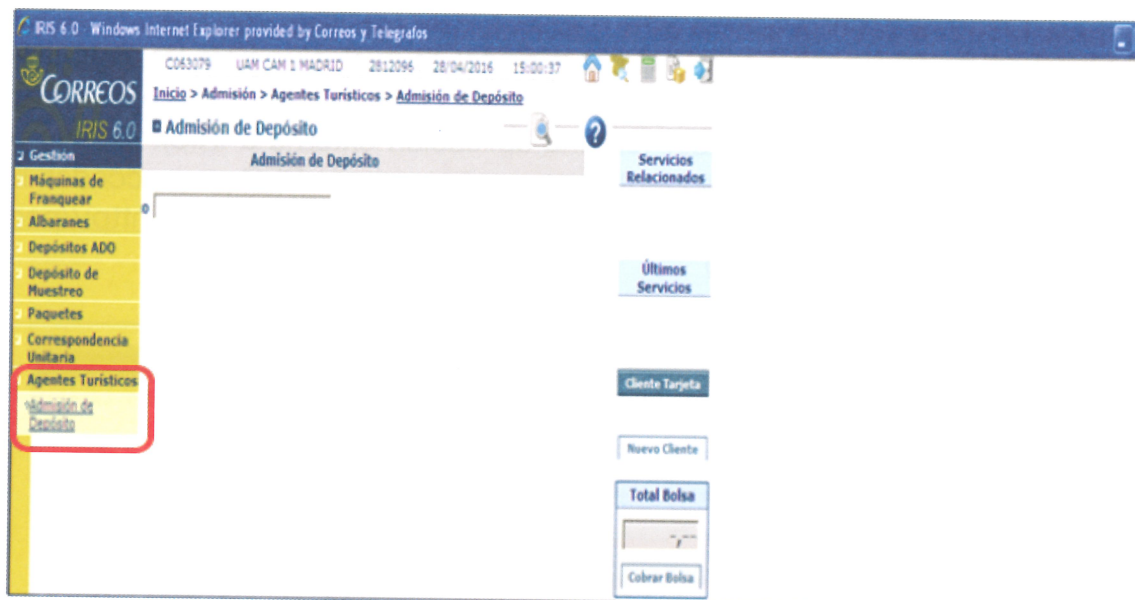 IRIS 6.0 - Windows Internet Explorer provided by Correos y Telegrafos
C063079 UAM CAM 1 MADRID 2812096 28/04/2016 15:00:37
CORREOS
IRIS 6.0
Inicio > Admisión > Agentes Turísticos > Admisión de Depósito
Admisión de Depósito
Admisión de Depósito
Gestión
Máquinas de
Franquear
Albaranes
Depósitos ADO
Depósito de
Muestreo
Paquetes
Correspondencia
Unitaria
Agentes Turísticos
Admisión de
Depósito
o
?
Servicios
Relacionados
Últimos
Servicios
Cliente Tarjeta
Nuevo Cliente
Total Bolsa
-,--
Cobrar Bolsa